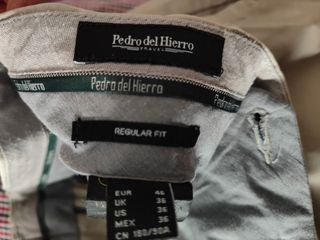 Pedro del Hierro
TRAVEL
del Hierro
Pedro del Hierro
Pedro
REGULAR FIT
EUR 46
UK 36
US 36
MEX 36
CN 180/90A